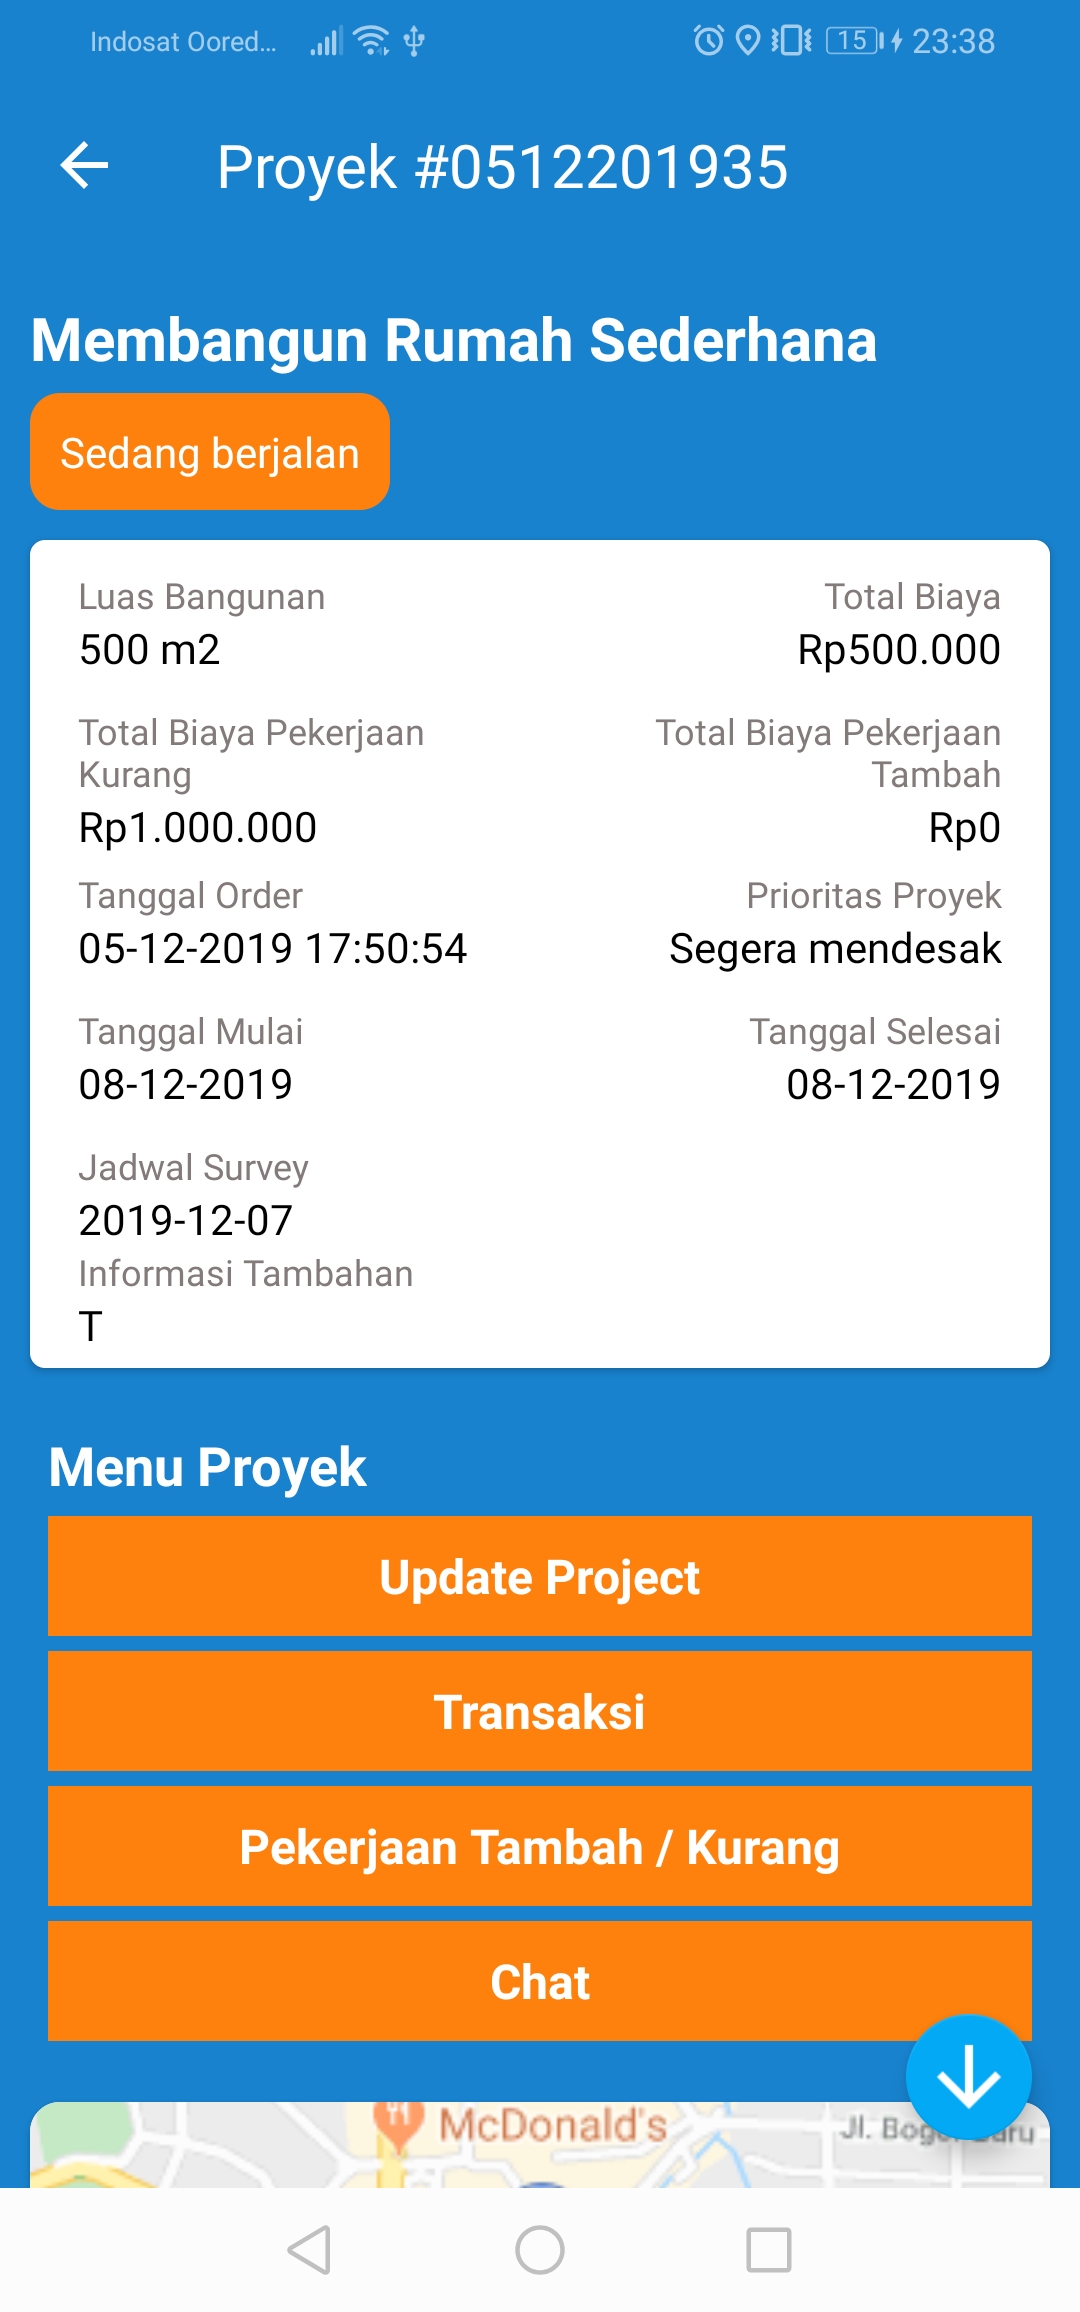 Indosat Oored...
15
23:38
Proyek #0512201935
Membangun Rumah Sederhana
Sedang berjalan
Luas Bangunan
500 m2
Total Biaya
Rp500.000
Total Biaya Pekerjaan
Kurang
Rp1.000.000
Total Biaya Pekerjaan
Tambah
Rp0
Tanggal Order
05-12-2019 17:50:54
Prioritas Proyek
Segera mendesak
Tanggal Mulai
08-12-2019
Tanggal Selesai
08-12-2019
Jadwal Survey
2019-12-07
Informasi Tambahan
T
Menu Proyek
Update Project
Transaksi
Pekerjaan Tambah / Kurang
Chat
McDonald's
Jl.